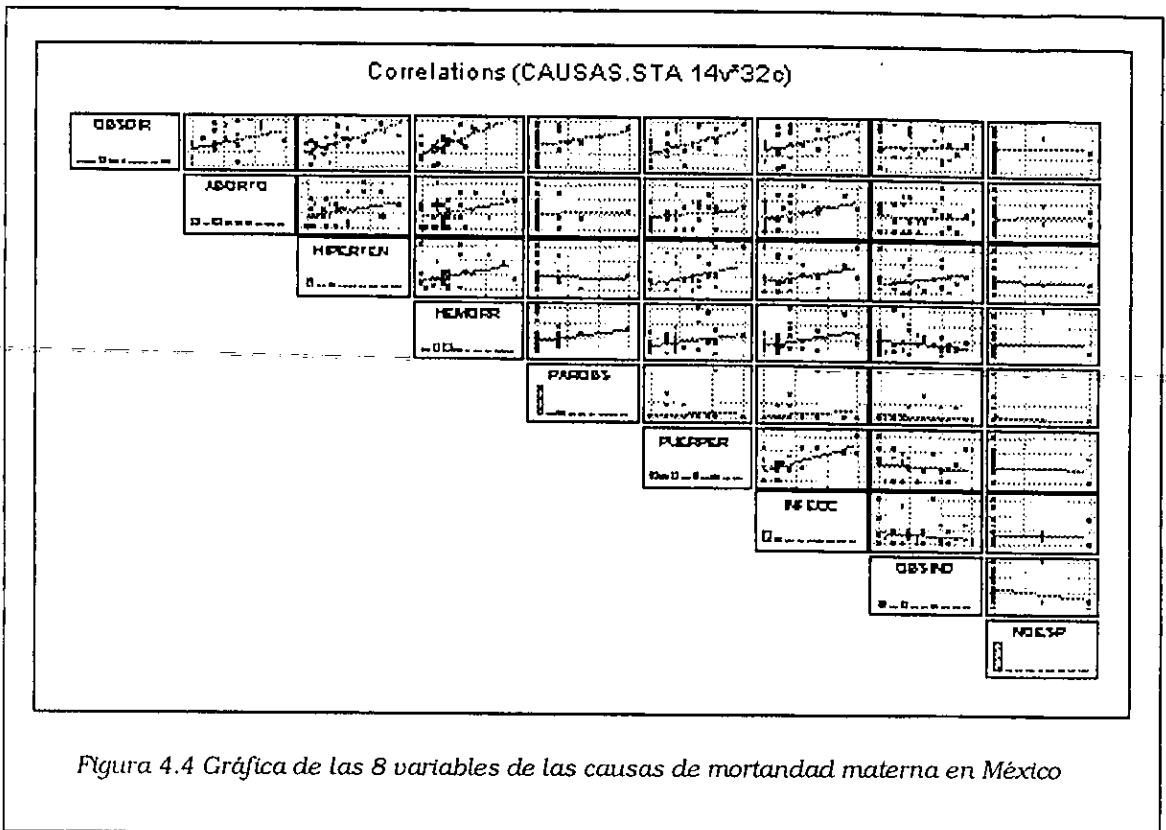 Correlations (CAUSAS.STA 14v*32c)
OBSDIR
ABORTO
HIPERTEN
HEMORR
PAROBS
PUERPER
INFECC
OBSIND
NOESP
Figura 4.4 Gráfica de las 8 variables de las causas de mortandad materna en México